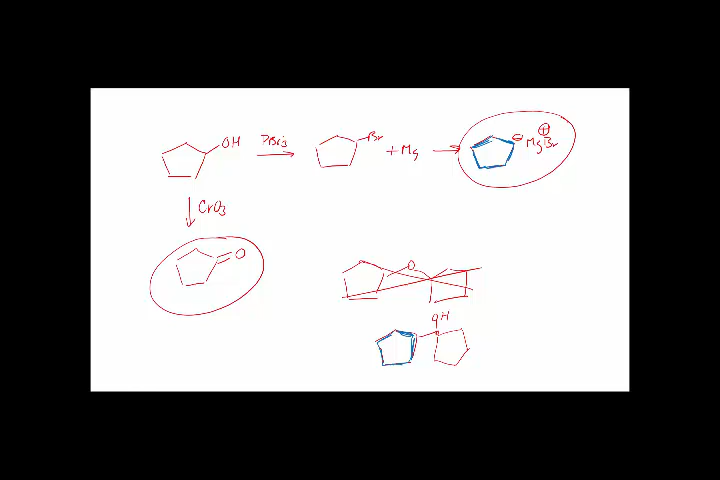 OH PBr3 Br + Mg ⊖ ⊕ MgBr
CrO3
O
O
OH